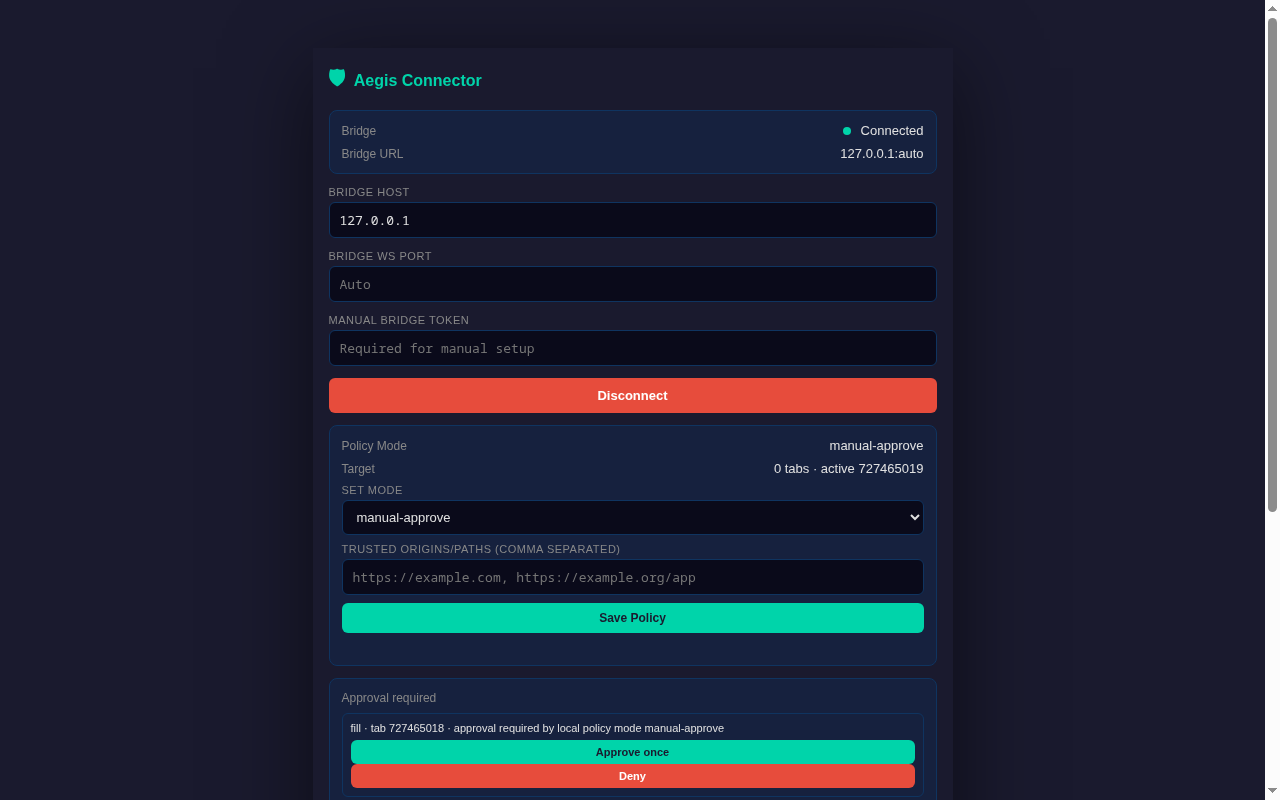 Aegis Connector
Bridge Connected
Bridge URL 127.0.0.1:auto
BRIDGE HOST
127.0.0.1
BRIDGE WS PORT
Auto
MANUAL BRIDGE TOKEN
Required for manual setup
Disconnect
Policy Mode manual-approve
Target 0 tabs · active 727465019
SET MODE
manual-approve
TRUSTED ORIGINS/PATHS (COMMA SEPARATED)
https://example.com, https://example.org/app
Save Policy
Approval required
fill · tab 727465018 · approval required by local policy mode manual-approve
Approve once
Deny